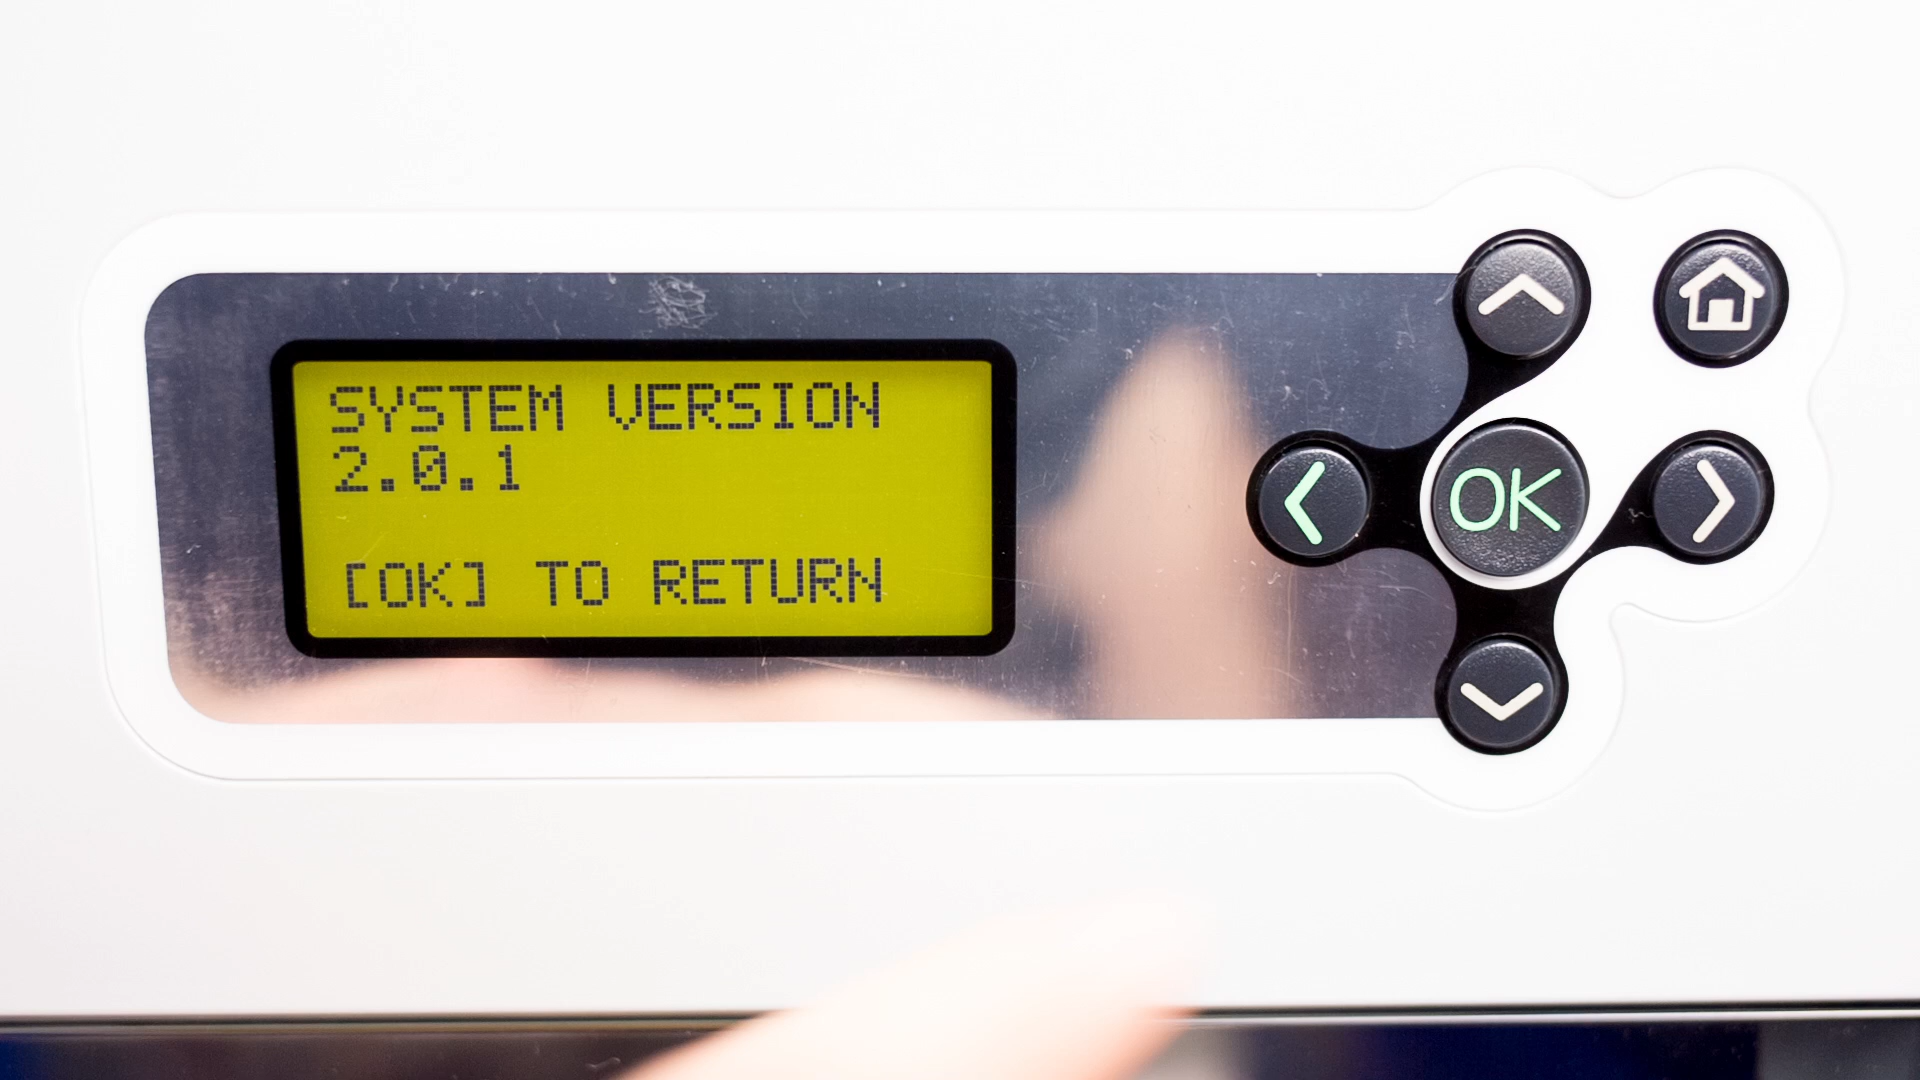 SYSTEM VERSION
2.0.1
[OK] TO RETURN
OK